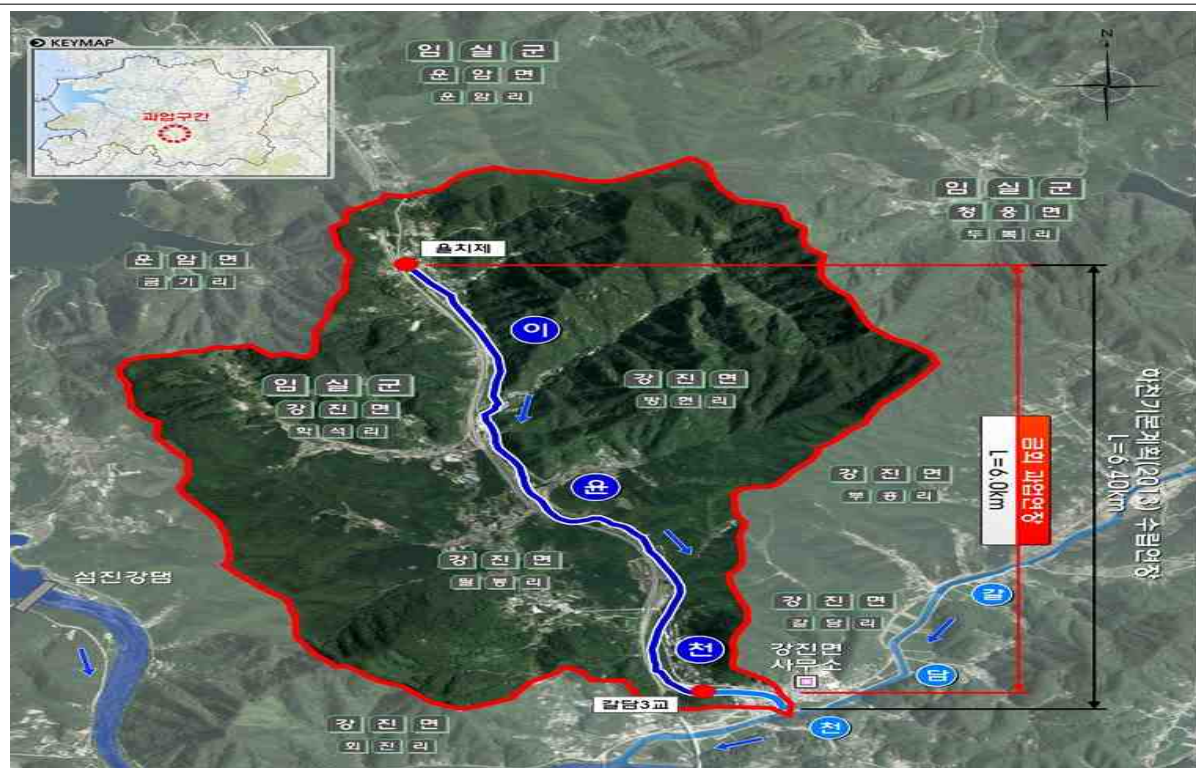 KEYMAP
과업구간
임실군
운암면
운암리
N
임실군
청웅면
두복리
운암면
금기리
율치제
이
임실군
강진면
학석리
강진면
방현리
하천기본계획(2013) 수립연장
L=6.40km
금회 과업연장
L=6.0km
강진면
부흥리
윤
강진면
월봉리
섬진강댐
강진면
갈담리
갈
강진면
사무소
담
천
갈담3교
천
강진면
회진리